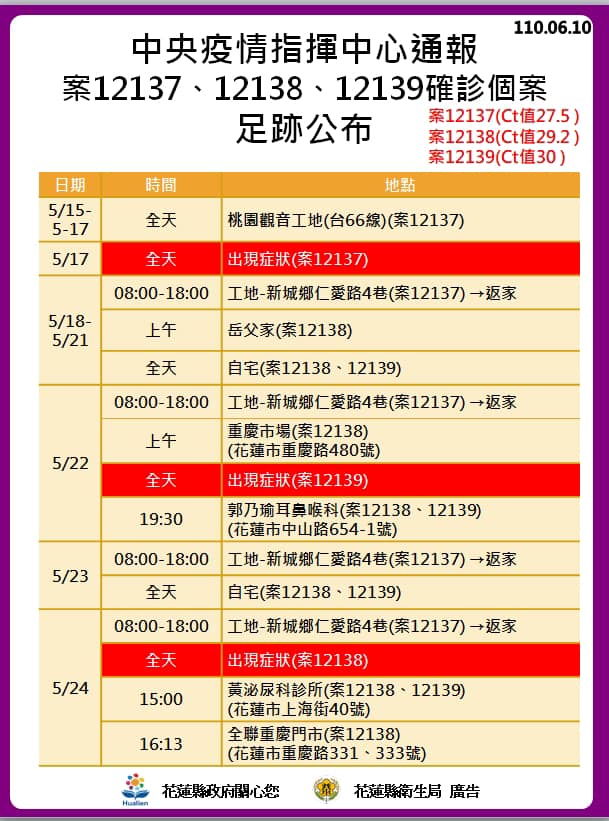 110.06.10
中央疫情指揮中心通報
案12137、12138、12139確診個案
足跡公布
案12137(Ct值27.5 )
案12138(Ct值29.2 )
案12139(Ct值30 )
日期 時間 地點
5/15-
5-17
全天 桃園觀音工地(台66線)(案12137)
5/17 全天 出現症狀(案12137)
5/18-
5/21
08:00-18:00 工地-新城鄉仁愛路4巷(案12137) →返家
上午 岳父家(案12138)
全天 自宅(案12138、12139)
5/22
08:00-18:00 工地-新城鄉仁愛路4巷(案12137) →返家
上午 重慶市場(案12138)
(花蓮市重慶路480號)
全天 出現症狀(案12139)
19:30 郭乃瑜耳鼻喉科(案12138、12139)
(花蓮市中山路654-1號)
5/23
08:00-18:00 工地-新城鄉仁愛路4巷(案12137) →返家
全天 自宅(案12138、12139)
5/24
08:00-18:00 工地-新城鄉仁愛路4巷(案12137) →返家
全天 出現症狀(案12138)
15:00 黃泌尿科診所(案12138、12139)
(花蓮市上海街40號)
16:13 全聯重慶門市(案12138)
(花蓮市重慶路331、333號)
Hualien 花蓮縣政府關心您 花蓮縣衛生局 廣告